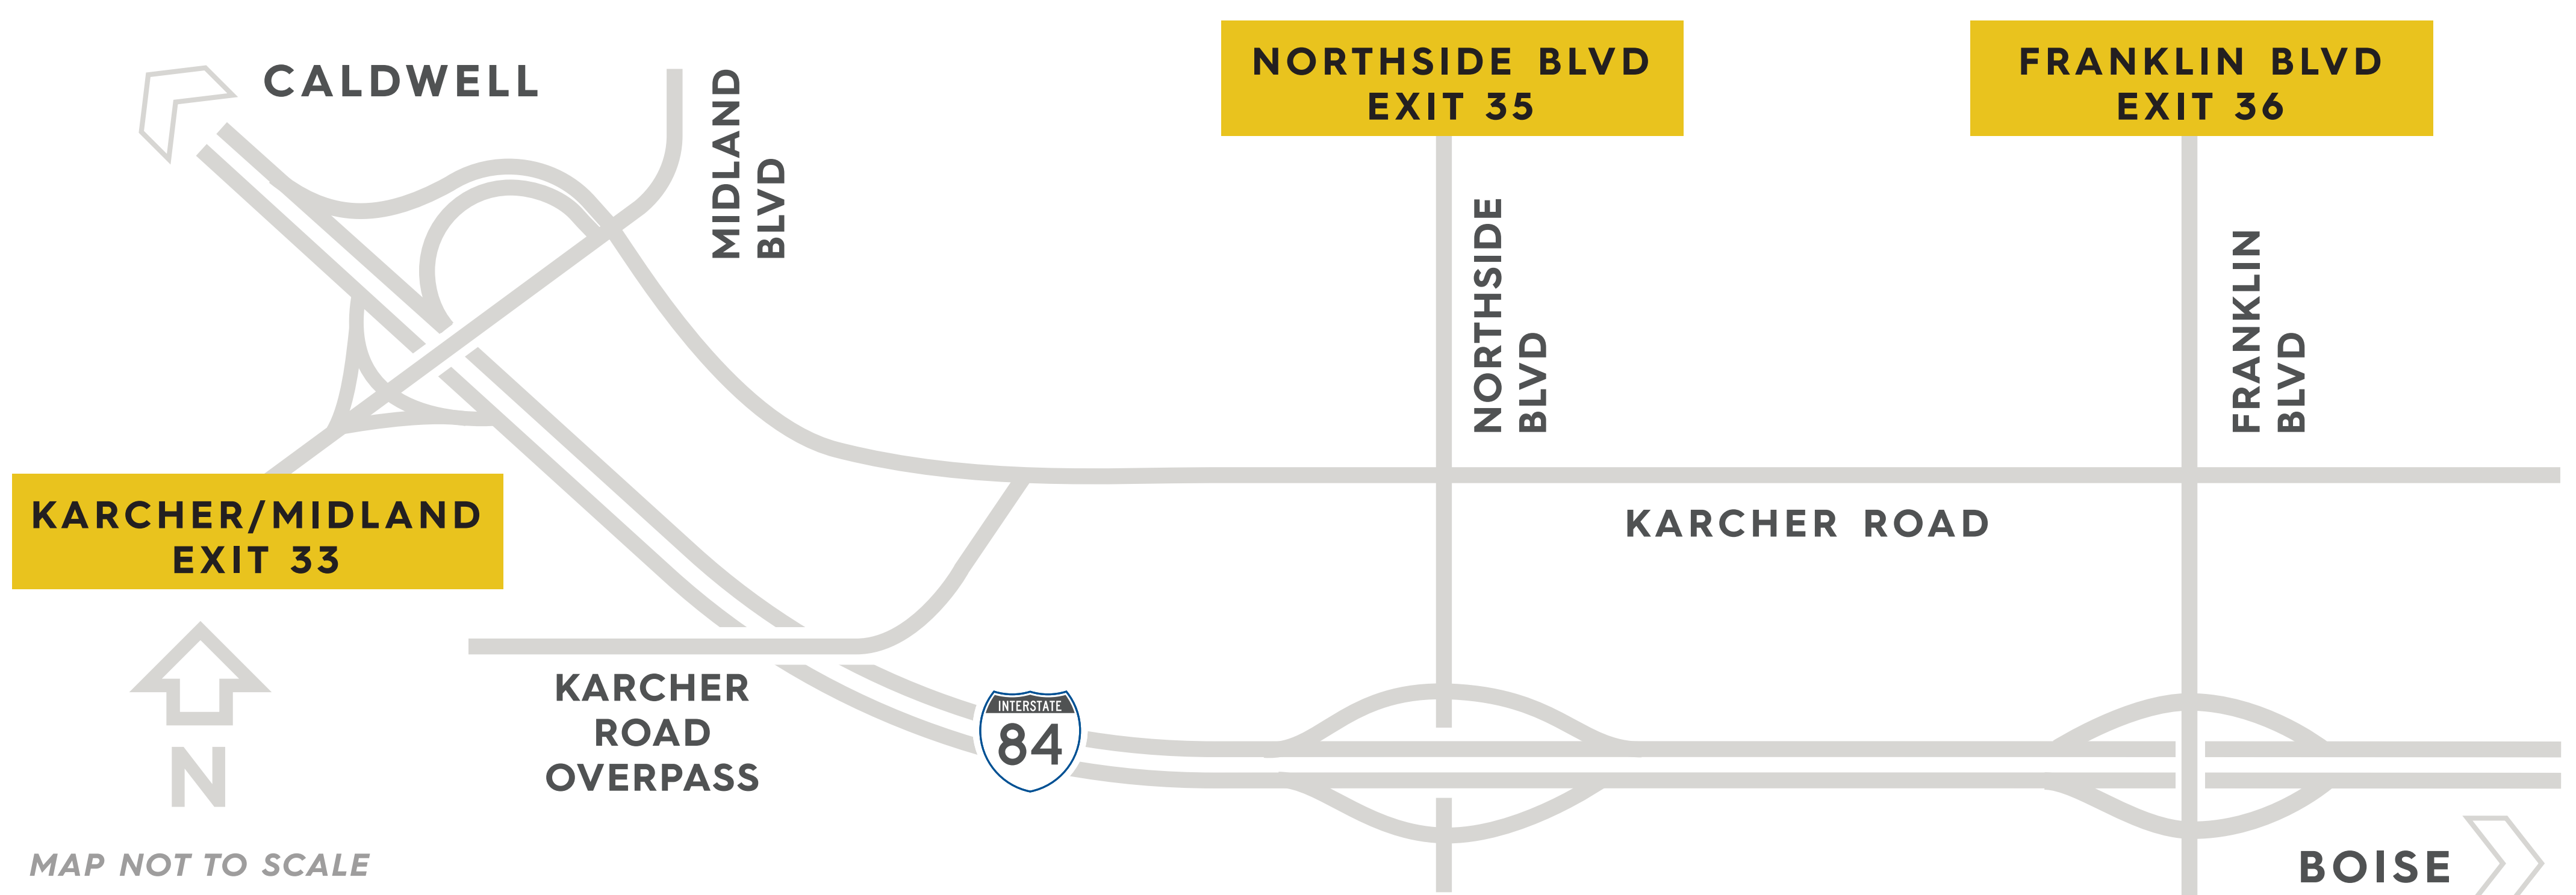 CALDWELL
MIDLAND
BLVD
NORTHSIDE BLVD
EXIT 35
FRANKLIN BLVD
EXIT 36
NORTHSIDE
BLVD
FRANKLIN
BLVD
KARCHER/MIDLAND
EXIT 33
KARCHER ROAD
KARCHER
ROAD
OVERPASS
INTERSTATE
84
N
MAP NOT TO SCALE
BOISE